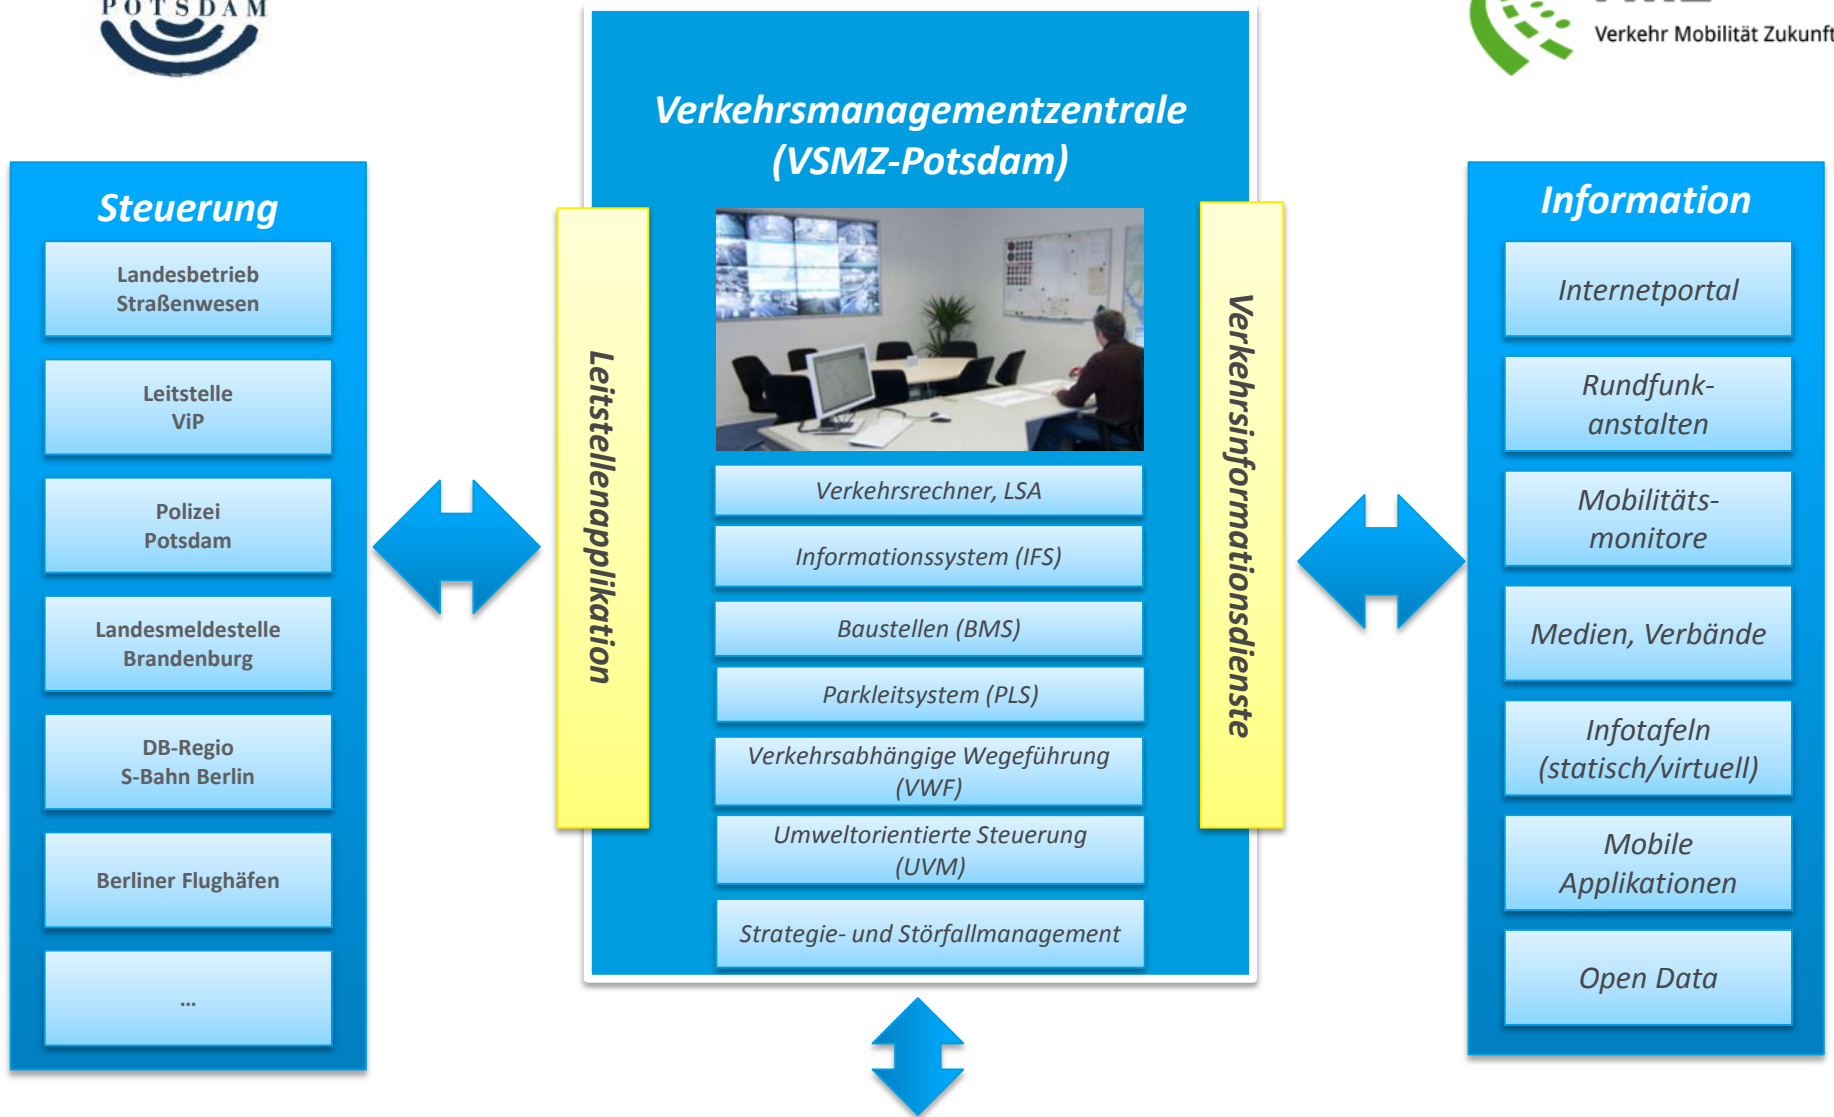 POTSDAM
Verkehr Mobilität Zukunft
Verkehrsmanagementzentrale
(VSMZ-Potsdam)
Steuerung
Landesbetrieb
Straßenwesen
Leitstelle
ViP
Polizei
Potsdam
Landesmeldestelle
Brandenburg
DB-Regio
S-Bahn Berlin
Berliner Flughäfen
...
Leitstellenapplikation
Verkehrsrechner, LSA
Informationssystem (IFS)
Baustellen (BMS)
Parkleitsystem (PLS)
Verkehrsabhängige Wegeführung
(VWF)
Umweltorientierte Steuerung
(UVM)
Strategie- und Störfallmanagement
Verkehrsinformationsdienste
Information
Internetportal
Rundfunk-
anstalten
Mobilitäts-
monitore
Medien, Verbände
Infotafeln
(statisch/virtuell)
Mobile
Applikationen
Open Data